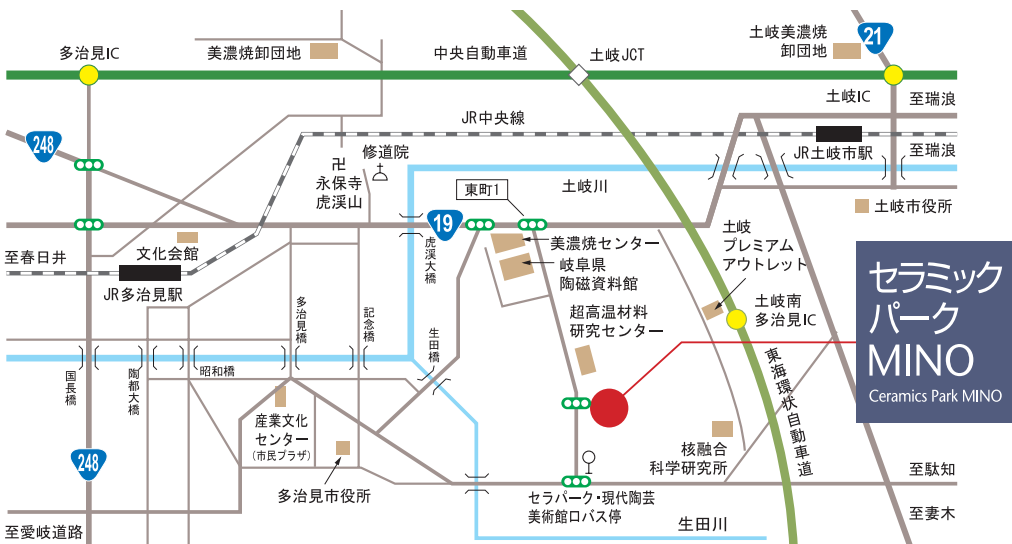 多治見IC
美濃焼卸団地
中央自動車道
土岐JCT
土岐美濃焼
卸団地
21
土岐IC
至瑞浪
JR中央線
JR土岐市駅
至瑞浪
248
修道院
卍
永保寺
虎渓山
東町1
土岐川
土岐市役所
19
至春日井
文化会館
JR多治見駅
虎渓大橋
美濃焼センター
岐阜県
陶磁資料館
土岐
プレミアム
アウトレット
セラミック
パーク
MINO
Ceramics Park MINO
超高温材料
研究センター
土岐南
多治見IC
多治見橋
記念橋
生田橋
国長橋
陶都大橋
昭和橋
東海環状自動車道
産業文化
センター
(市民プラザ)
核融合
科学研究所
248
多治見市役所
セラパーク・現代陶芸
美術館口バス停
至駄知
至妻木
至愛岐道路
生田川